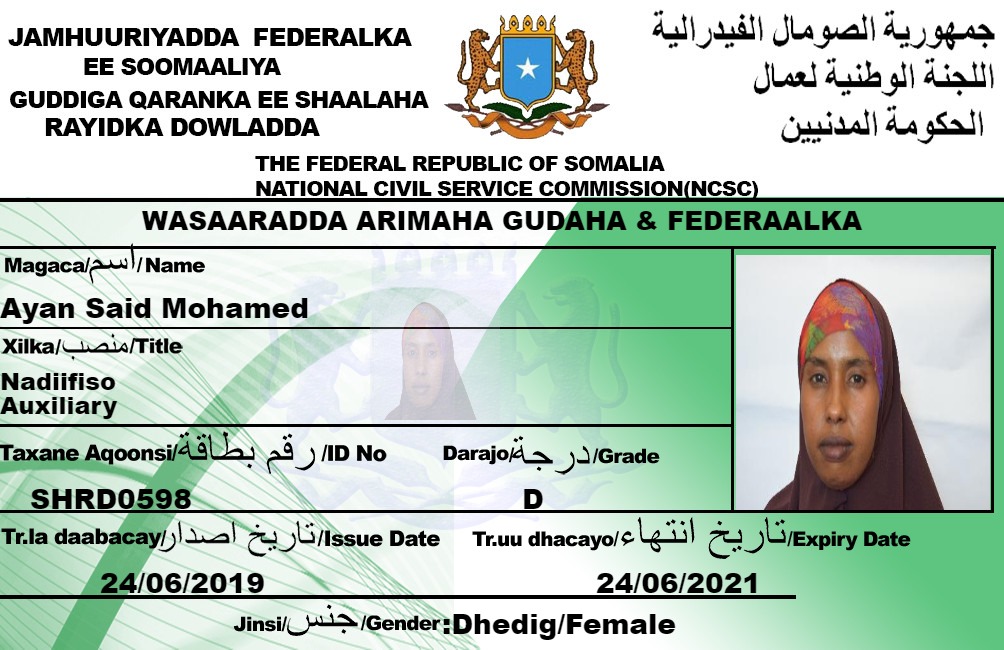 JAMHUURIYADDA FEDERALKA
EE SOOMAALIYA
GUDDIGA QARANKA EE SHAALAHA
RAYIDKA DOWLADDA
جمهورية الصومال الفيدرالية
اللجنة الوطنية لعمال
الحكومة المدنيين
THE FEDERAL REPUBLIC OF SOMALIA
NATIONAL CIVIL SERVICE COMMISSION(NCSC)
WASAARADDA ARIMAHA GUDAHA & FEDERAALKA
Magaca/اسم/Name
Ayan Said Mohamed
Xilka/منصب/Title
Nadiifiso
Auxiliary
Taxane Aqoonsi/رقم بطاقة/ID No Darajo/درجة/Grade
SHRD0598 D
Tr.la daabacay/تاريخ اصدار/Issue Date Tr.uu dhacayo/تاريخ انتهاء/Expiry Date
24/06/2019 24/06/2021
Jinsi/جنس/Gender:Dhedig/Female